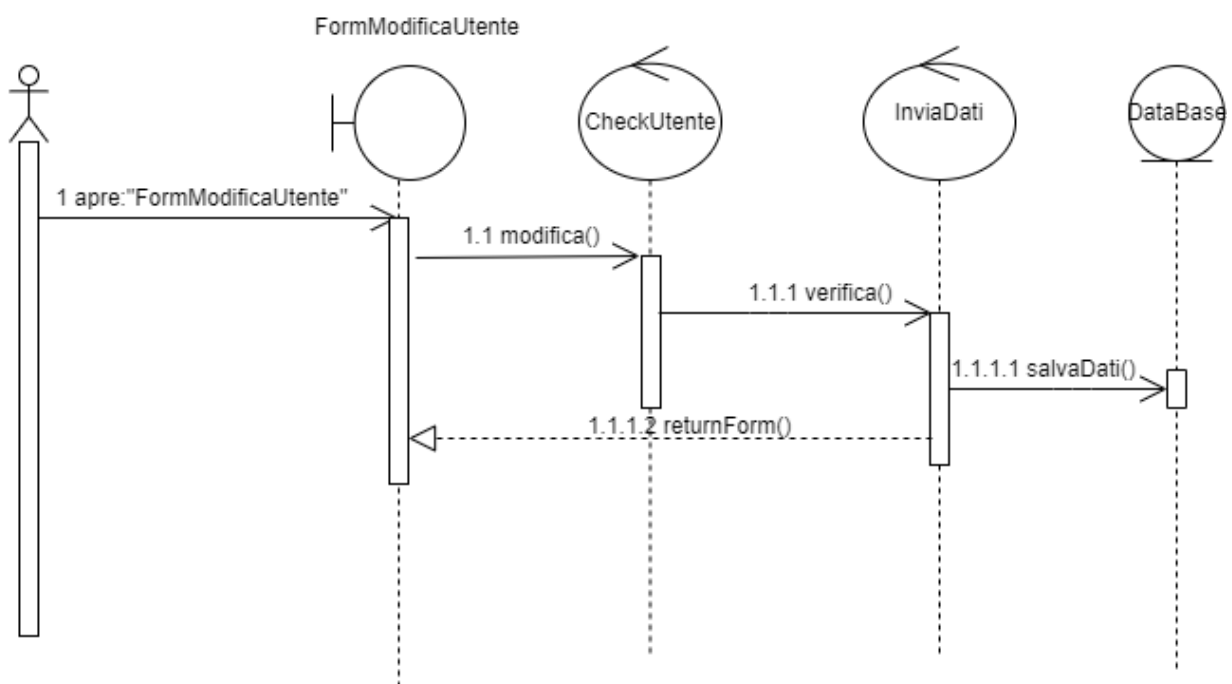 FormModificaUtente
CheckUtente
InviaDati
DataBase
1 apre:"FormModificaUtente"
1.1 modifica()
1.1.1 verifica()
1.1.1.1 salvaDati()
1.1.1.2 returnForm()